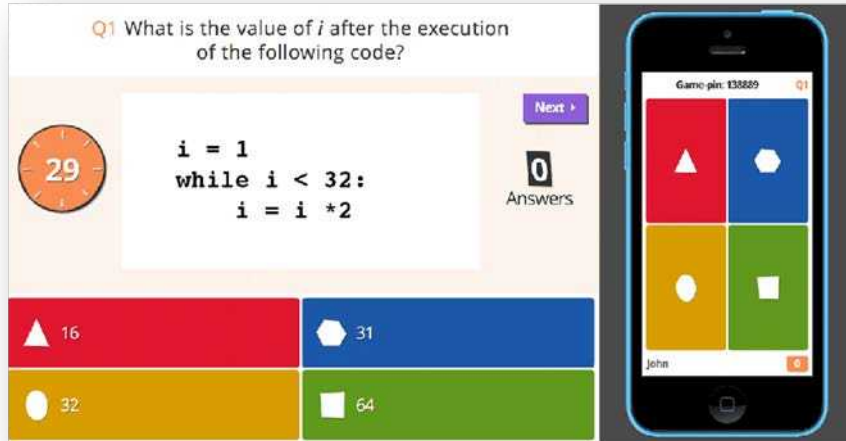 Q1 What is the value of i after the execution
of the following code?
Next
29
i = 1
while i < 32:
    i = i *2
0
Answers
16
31
32
64
Game-pin: 138889 Q1
John 0